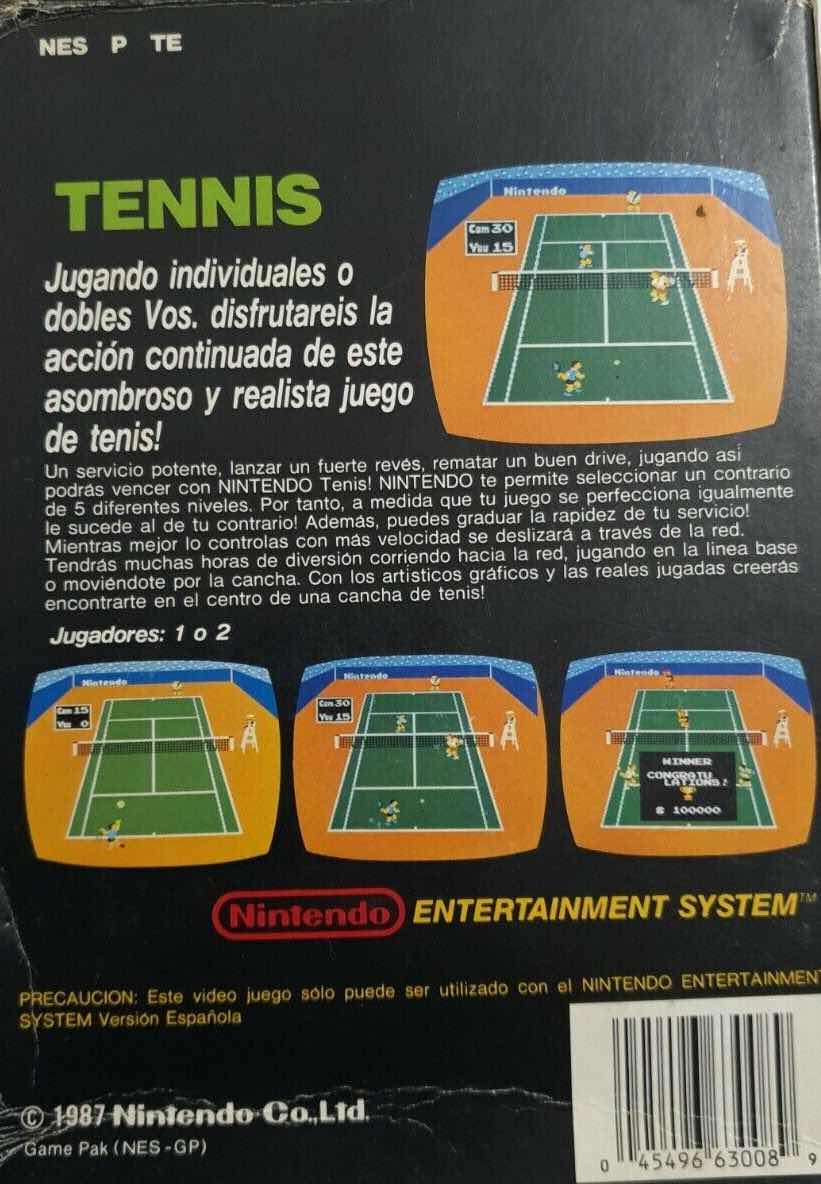 NES P TE
TENNIS
Jugando individuales o
dobles Vos. disfrutareis la
acción continuada de este
asombroso y realista juego
de tenis!
Nintendo
Com 30
You 15
Un servicio potente, lanzar un fuerte revés, rematar un buen drive, jugando asi
podrás vencer con NINTENDO Tenis! NINTENDO te permite seleccionar un contrario
de 5 diferentes niveles. Por tanto, a medida que tu juego se perfecciona igualmente
le sucede al de tu contrario! Además, puedes graduar la rapidez de tu servicio!
Mientras mejor lo controlas con más velocidad se deslizará a través de la red.
Tendrás muchas horas de diversión corriendo hacia la red, jugando en la linea base
o moviéndote por la cancha. Con los artisticos gráficos y las reales jugadas creerás
encontrarte en el centro de una cancha de tenis!
Jugadores: 1 o 2
Nintendo
Com 15
You 0
Nintendo
Com 30
You 15
Nintendo
WINNER
CONGRATU
LATIONS!
$ 100000
Nintendo ENTERTAINMENT SYSTEM™
PRECAUCION: Este video juego sólo puede ser utilizado con el NINTENDO ENTERTAINMENT
SYSTEM Versión Española
© 1987 Nintendo Co.,Ltd.
Game Pak (NES-GP)
0 45496 63008 9